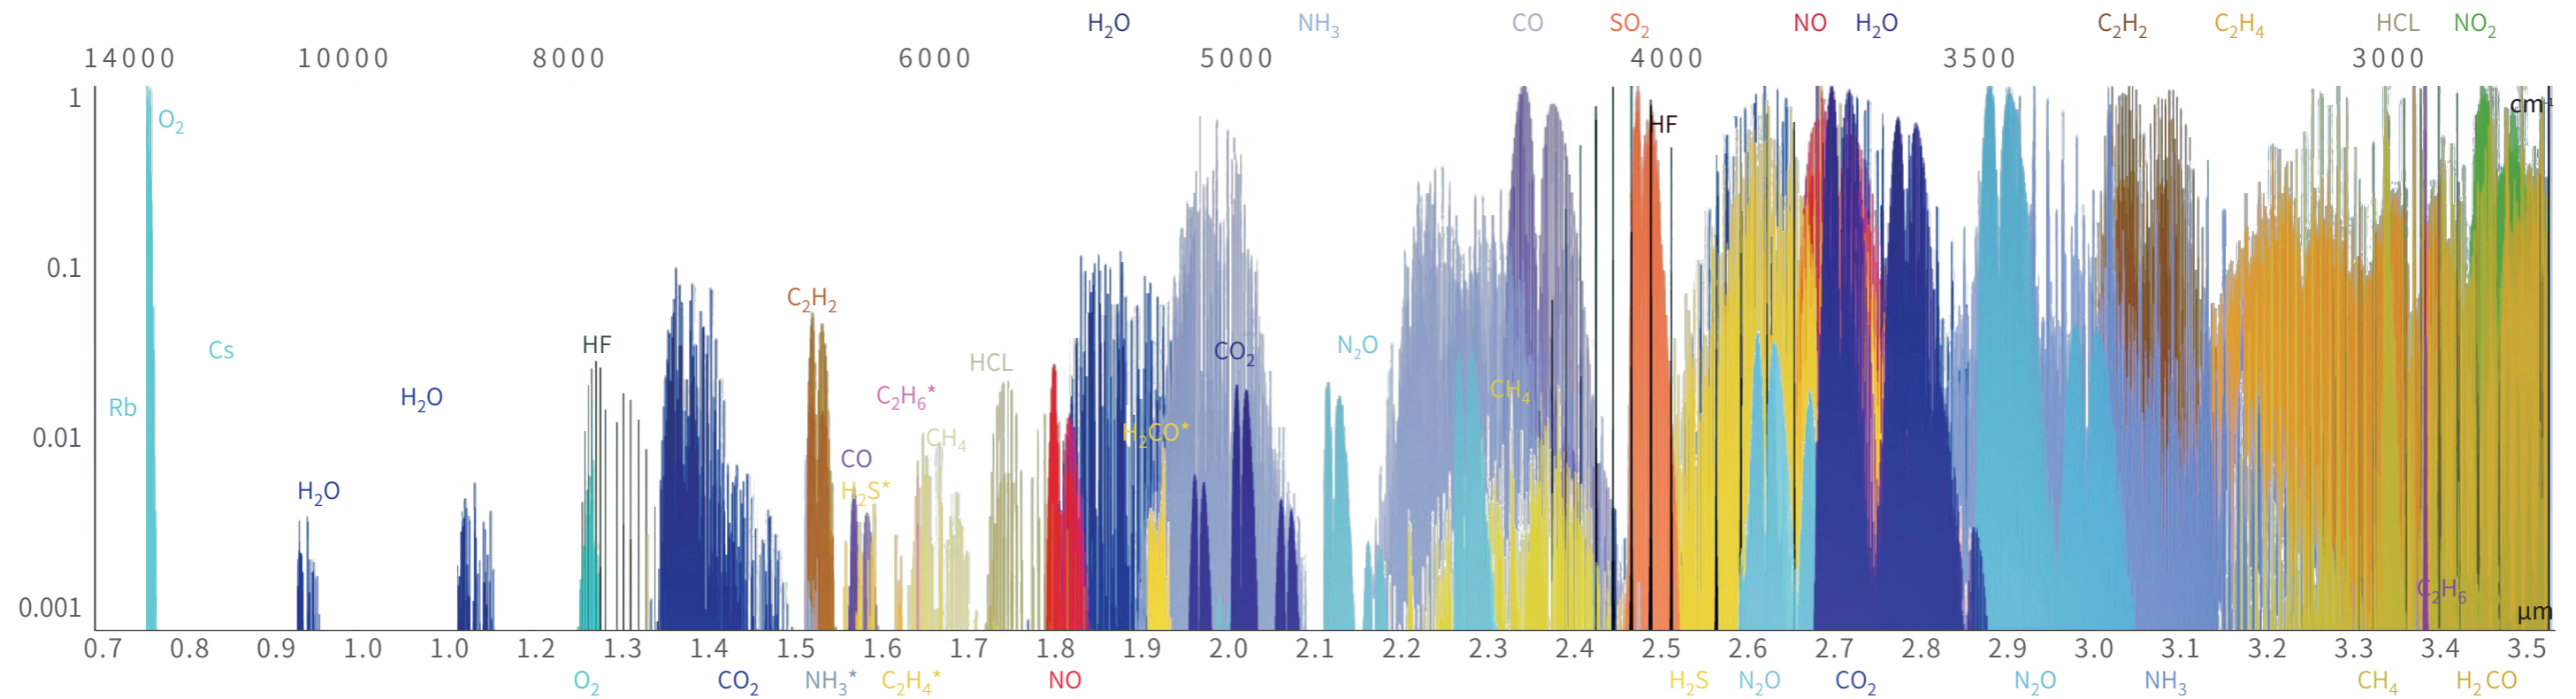 H₂O NH₃ CO SO₂ NO H₂O C₂H₂ C₂H₄ HCL NO₂
14000 10000 8000 6000 5000 4000 3500 3000
1
cm⁻¹
O₂
HF
0.1
C₂H₂
HF
Cs
CO₂
N₂O
HCL
CH₄
C₂H₆*
H₂O
Rb
0.01
CH₄
H₂CO*
CO
H₂O
H₂S*
C₂H₆
0.001
µm
0.7 0.8 0.9 1.0 1.0 1.2 1.3 1.4 1.5 1.6 1.7 1.8 1.9 2.0 2.1 2.2 2.3 2.4 2.5 2.6 2.7 2.8 2.9 3.0 3.1 3.2 3.3 3.4 3.5
O₂ CO₂ NH₃* C₂H₄* NO H₂S N₂O CO₂ N₂O NH₃ CH₄ H₂CO